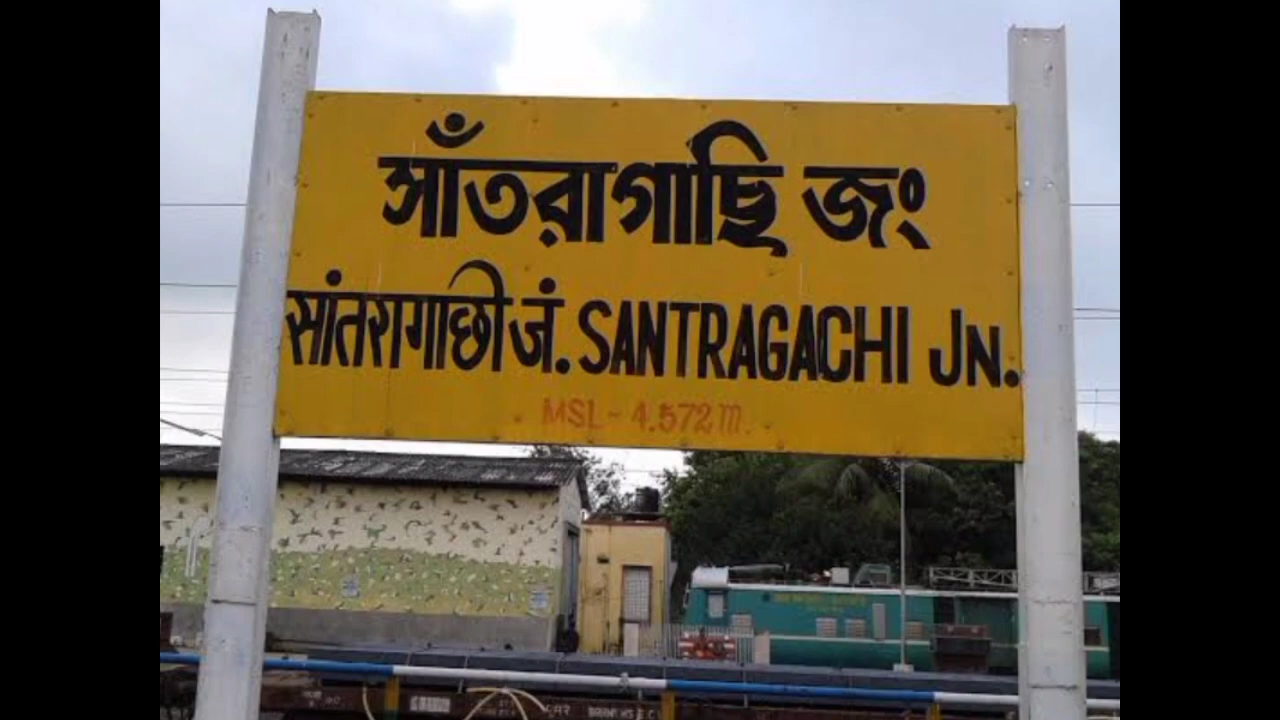 সাঁতরাগাছি জং
सांतरागाछी जं. SANTRAGACHI JN.
MSL - 4.572 m.